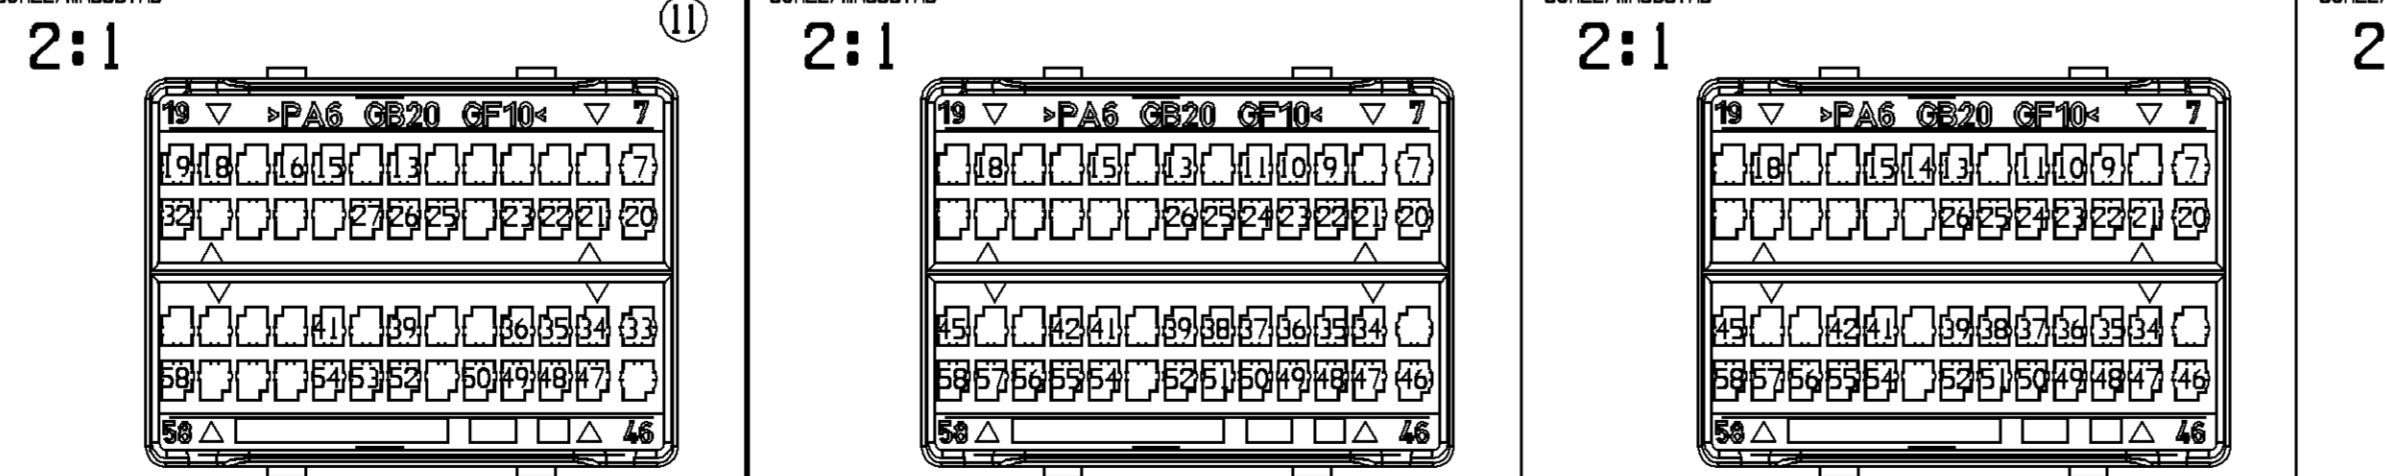 11
2:1 2:1 2:1 2
19 ▽ >PA6 GB20 GF10< ▽ 7
19 18 16 15 13 7
32 27 26 25 23 22 21 20
41 39 36 35 34 33
58 54 53 52 50 49 48 47
58 46
19 ▽ >PA6 GB20 GF10< ▽ 7
18 15 13 11 10 9 7
26 25 24 23 22 21 20
45 42 41 39 38 37 36 35 34
58 57 56 55 54 52 51 50 49 48 47 46
58 46
19 ▽ >PA6 GB20 GF10< ▽ 7
18 15 14 13 11 10 9 7
26 25 24 23 22 21 20
45 42 41 39 38 37 36 35 34
58 57 56 55 54 52 51 50 49 48 47 46
58 46